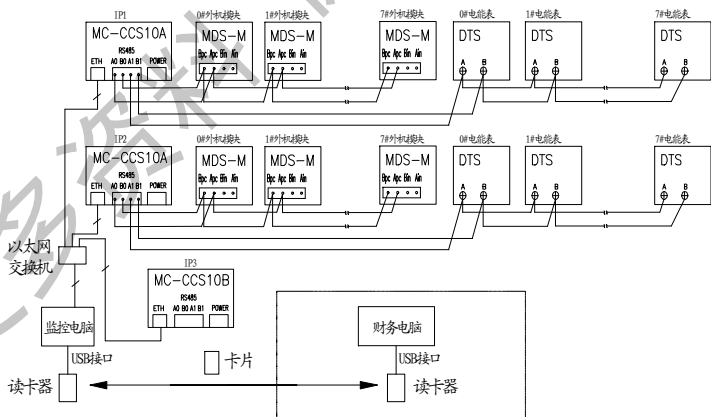 IP1 0#外机模块 1#外机模块 7#外机模块 0#电能表 1#电能表 7#电能表
MC-CCS10A MDS-M MDS-M MDS-M DTS DTS DTS
RS485
ETH A0 B0 A1 B1 POWER Bpc Apc Bin Ain Bpc Apc Bin Ain Bpc Apc Bin Ain A B A B A B
IP2 0#外机模块 1#外机模块 7#外机模块 0#电能表 1#电能表 7#电能表
MC-CCS10A MDS-M MDS-M MDS-M DTS DTS DTS
RS485
ETH A0 B0 A1 B1 POWER Bpc Apc Bin Ain Bpc Apc Bin Ain Bpc Apc Bin Ain A B A B A B
以太网
交换机
IP3
MC-CCS10B
RS485
ETH A0 B0 A1 B1 POWER
监控电脑 财务电脑
USB接口 卡片 USB接口
读卡器 读卡器
多资料